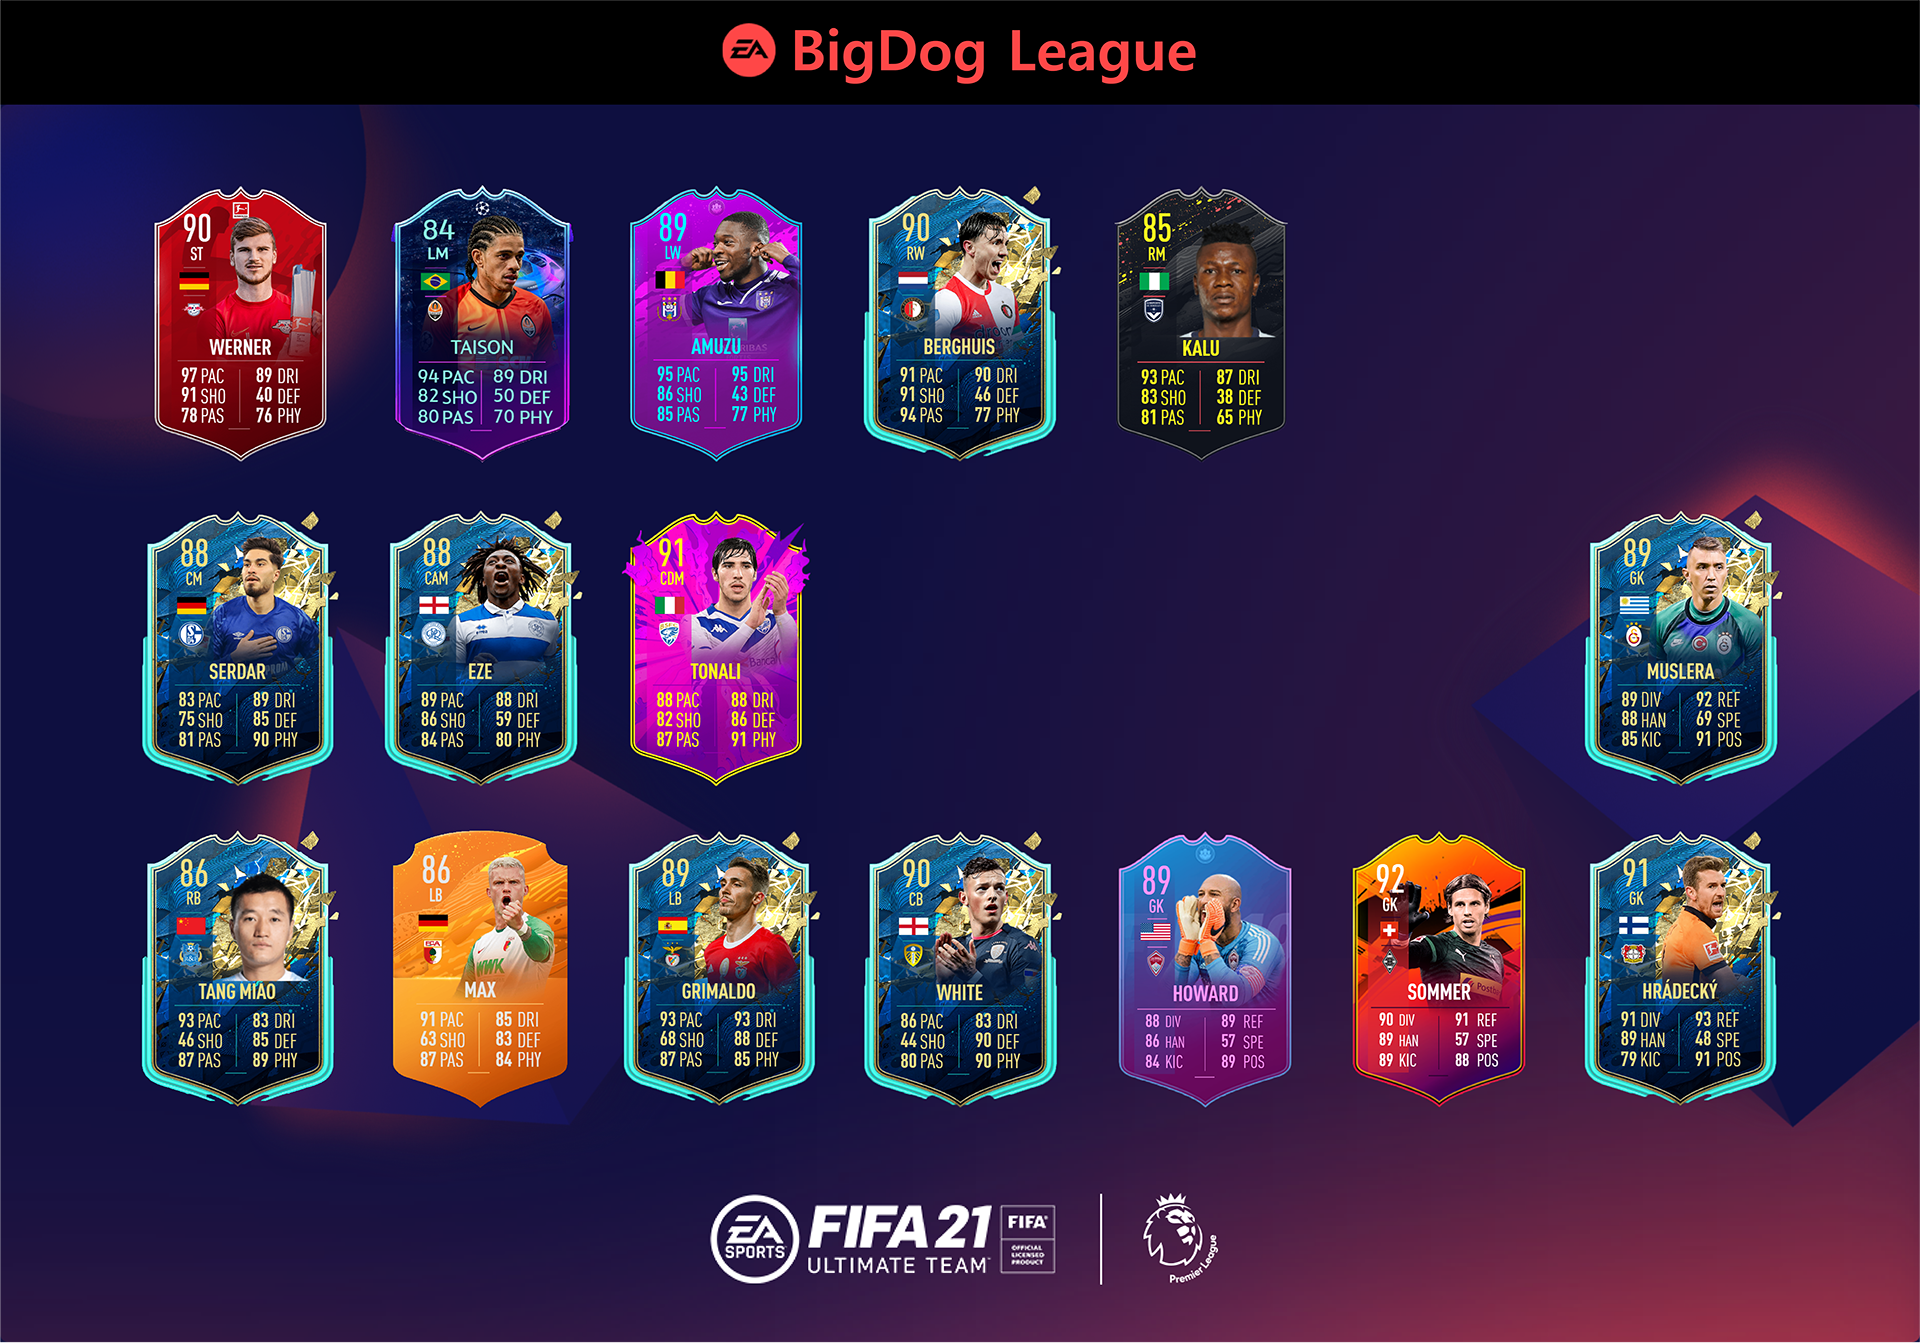 EA BigDog League
90
ST
WERNER
97 PAC 89 DRI
91 SHO 40 DEF
78 PAS 76 PHY
84
LM
TAISON
94 PAC 89 DRI
82 SHO 50 DEF
80 PAS 70 PHY
89
LW
AMUZU
95 PAC 95 DRI
86 SHO 43 DEF
85 PAS 77 PHY
90
RW
BERGHUIS
91 PAC 90 DRI
91 SHO 46 DEF
94 PAS 77 PHY
85
RM
KALU
93 PAC 87 DRI
83 SHO 38 DEF
81 PAS 65 PHY
88
CM
SERDAR
83 PAC 89 DRI
75 SHO 85 DEF
81 PAS 90 PHY
88
CAM
EZE
89 PAC 88 DRI
86 SHO 59 DEF
84 PAS 80 PHY
91
CDM
TONALI
88 PAC 88 DRI
82 SHO 86 DEF
87 PAS 91 PHY
89
GK
MUSLERA
89 DIV 92 REF
88 HAN 69 SPE
85 KIC 91 POS
86
RB
TANG MIAO
93 PAC 83 DRI
46 SHO 85 DEF
87 PAS 89 PHY
86
LB
WWK
MAX
91 PAC 85 DRI
63 SHO 83 DEF
87 PAS 84 PHY
89
LB
GRIMALDO
93 PAC 93 DRI
68 SHO 88 DEF
87 PAS 85 PHY
90
CB
WHITE
86 PAC 83 DRI
44 SHO 90 DEF
80 PAS 90 PHY
89
GK
HOWARD
88 DIV 89 REF
86 HAN 57 SPE
84 KIC 89 POS
92
GK
SOMMER
90 DIV 91 REF
89 HAN 57 SPE
89 KIC 88 POS
91
GK
HRÁDECKÝ
91 DIV 93 REF
89 HAN 48 SPE
79 KIC 91 POS
EA SPORTS
FIFA 21
ULTIMATE TEAM
FIFA
OFFICIAL
LICENSED
PRODUCT
Premier League